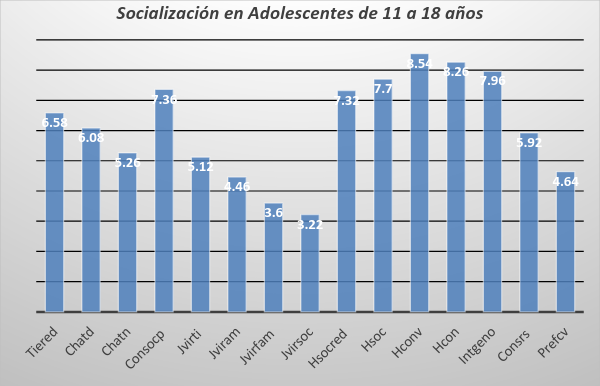 Socialización en Adolescentes de 11 a 18 años
6.58
6.08
5.26
7.36
5.12
4.46
3.6
3.22
7.32
7.7
8.54
8.26
7.96
5.92
4.64
Tiered
Chatd
Chatn
Consocp
Jvirti
Jviram
Jvirfam
Jvirsoc
Hsocred
Hsoc
Hconv
Hcon
Intgeno
Consrs
Prefcv